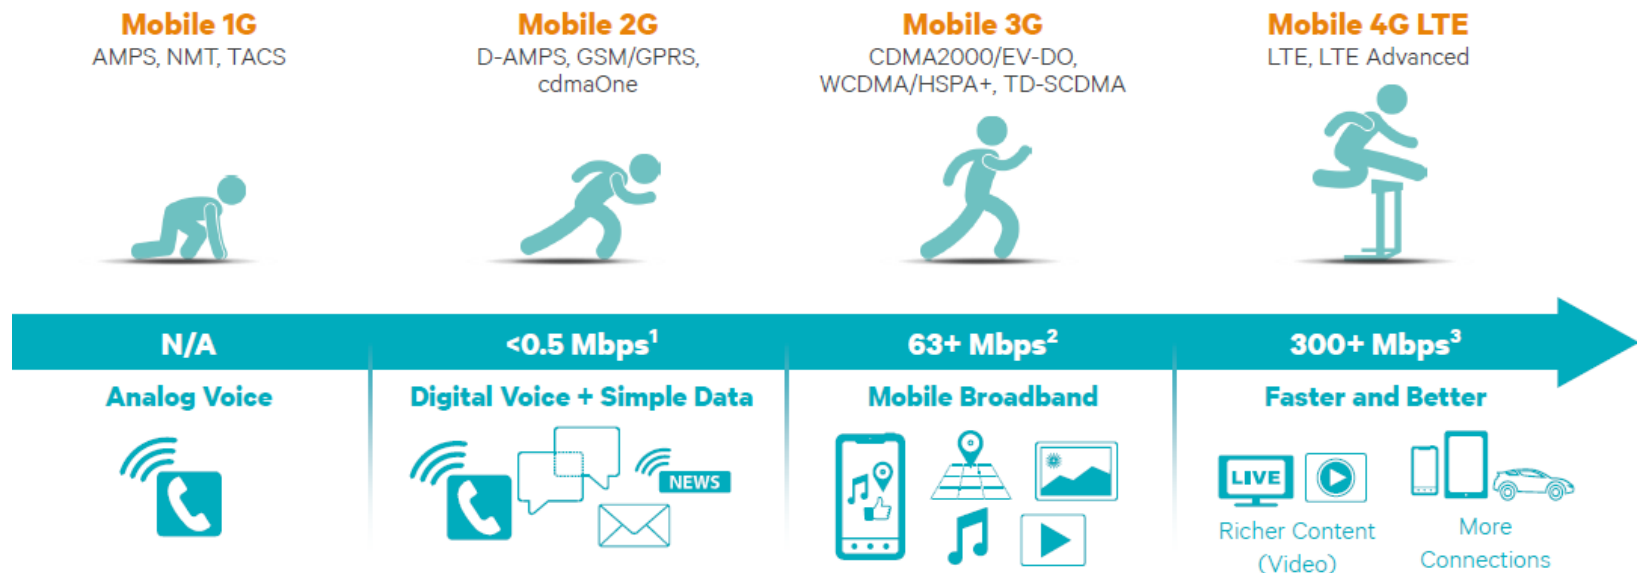 Mobile 1G
AMPS, NMT, TACS
Mobile 2G
D-AMPS, GSM/GPRS,
cdmaOne
Mobile 3G
CDMA2000/EV-DO,
WCDMA/HSPA+, TD-SCDMA
Mobile 4G LTE
LTE, LTE Advanced
N/A
<0.5 Mbps¹
63+ Mbps²
300+ Mbps³
Analog Voice
Digital Voice + Simple Data
NEWS
Mobile Broadband
Faster and Better
LIVE
Richer Content
(Video)
More
Connections